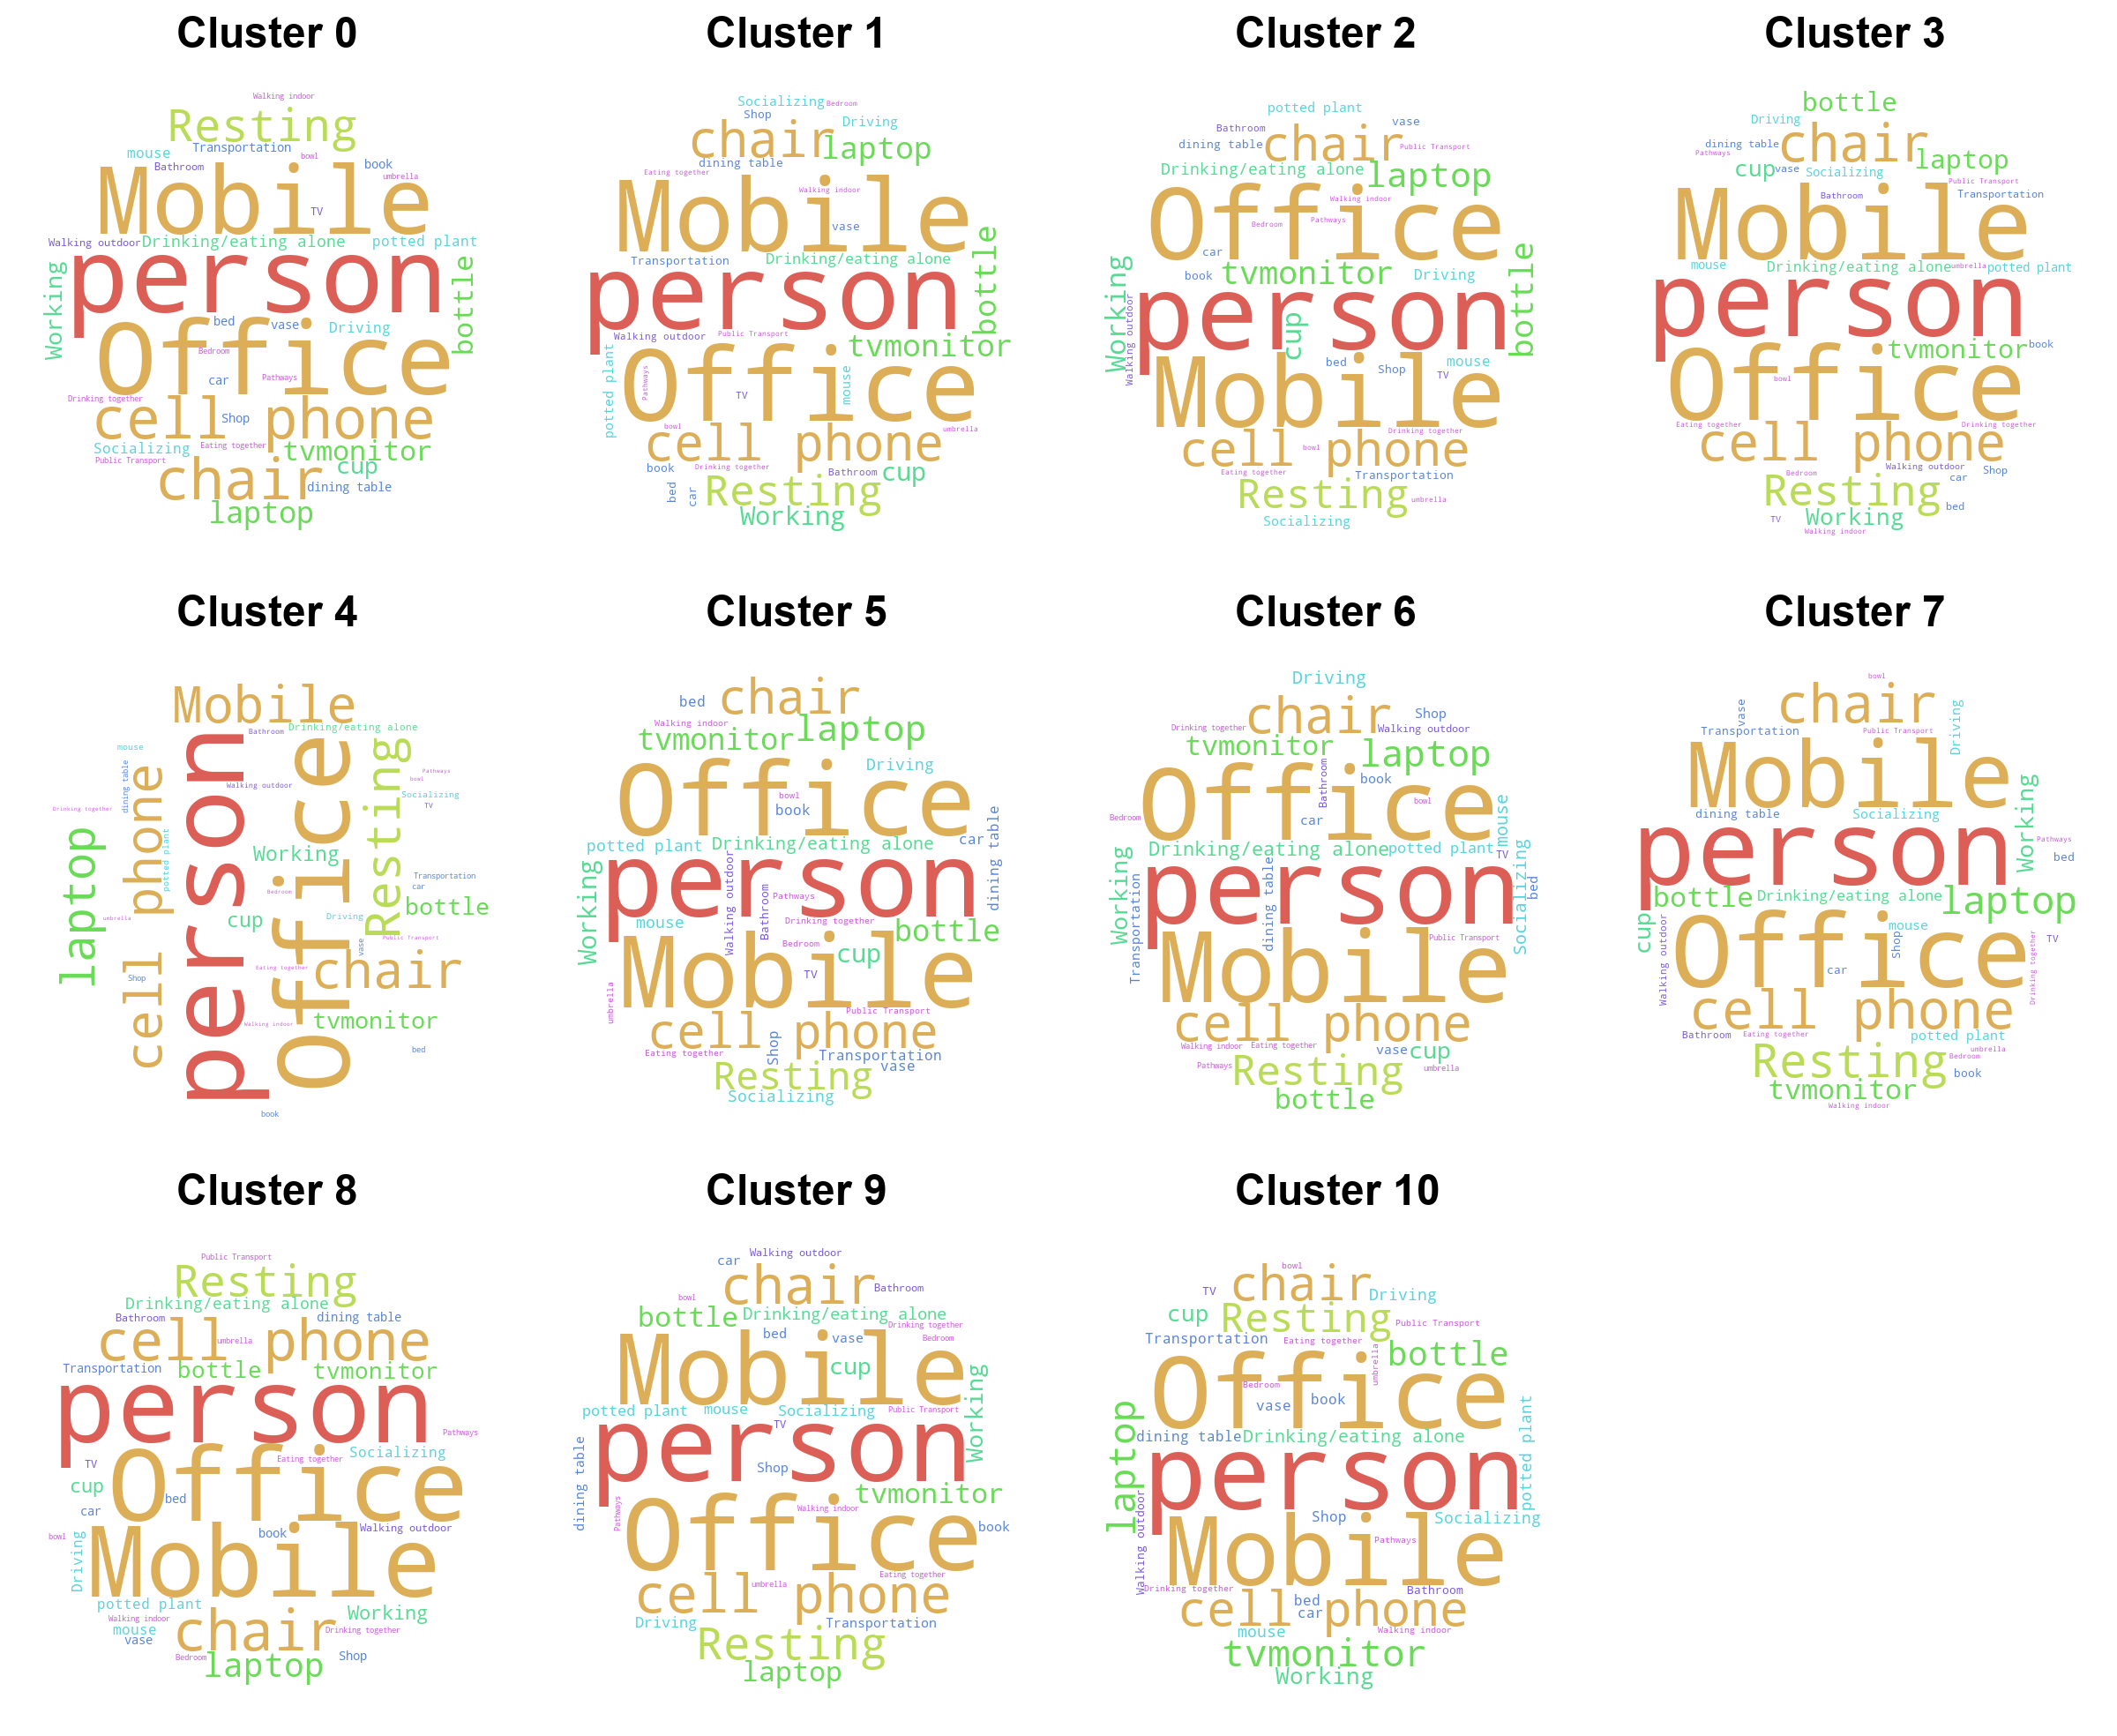 Cluster 0
Walking indoor
Resting
Transportation
mouse
bowl
Bathroom
book
umbrella
Mobile
TV
Walking outdoor
Drinking/eating alone
potted plant
person
bottle
Working
bed
vase
Driving
Office
Bedroom
car
Pathways
Drinking together
cell phone
Shop
Socializing
Eating together
tvmonitor
Public Transport
cup
chair
dining table
laptop
Cluster 1
Socializing
Bedroom
Shop
Driving
chair
laptop
dining table
Eating together
Mobile
Walking indoor
vase
bottle
Transportation
Drinking/eating alone
person
Walking outdoor
Public Transport
tvmonitor
potted plant
Office
Pathways
mouse
TV
bowl
umbrella
cell phone
book
Drinking together
Bathroom
cup
bed
car
Resting
Working
Cluster 2
potted plant
Bathroom
vase
chair
dining table
Public Transport
Drinking/eating alone
laptop
Office
Walking indoor
Bedroom
Pathways
car
book
tvmonitor
Driving
bottle
Working
Walking outdoor
person
cup
Mobile
bed
Shop
TV
mouse
Drinking together
cell phone
bowl
Eating together
Transportation
Resting
umbrella
Socializing
Cluster 3
bottle
Driving
chair
dining table
Pathways
laptop
cup
vase
Socializing
Public Transport
Mobile
Bathroom
Transportation
mouse
Drinking/eating alone
umbrella
potted plant
person
tvmonitor
book
Office
bowl
Eating together
Drinking together
cell phone
Bedroom
Walking outdoor
Shop
car
Resting
bed
TV
Working
Walking indoor
Cluster 4
Mobile
Drinking/eating alone
Bathroom
mouse
dining table
cell phone
person
Office
Resting
Pathways
bowl
Walking outdoor
Socializing
TV
Drinking together
laptop
potted plant
Working
Transportation
car
Bedroom
bottle
umbrella
cup
Driving
Public Transport
vase
Eating together
chair
Shop
tvmonitor
Walking indoor
bed
book
Cluster 5
bed
chair
Walking indoor
tvmonitor
laptop
Office
Driving
bowl
book
dining table
potted plant
Drinking/eating alone
car
Working
person
Walking outdoor
Bathroom
Pathways
mouse
Drinking together
bottle
Mobile
Bedroom
cup
TV
umbrella
Public Transport
cell phone
Eating together
Shop
Transportation
vase
Resting
Socializing
Cluster 6
Driving
chair
Shop
Drinking together
Walking outdoor
tvmonitor
laptop
Office
Bathroom
book
bowl
mouse
Bedroom
car
Drinking/eating alone
potted plant
TV
Working
Transportation
person
dining table
Socializing
bed
Mobile
Public Transport
cell phone
Walking indoor
Eating together
vase
cup
Pathways
Resting
umbrella
bottle
Cluster 7
bowl
chair
vase
Driving
Transportation
Public Transport
Mobile
Working
dining table
Socializing
person
Pathways
bed
bottle
Drinking/eating alone
laptop
cup
Walking outdoor
Office
mouse
Shop
TV
car
Drinking together
cell phone
Bathroom
Eating together
potted plant
umbrella
Resting
Bedroom
book
tvmonitor
Walking indoor
Cluster 8
Public Transport
Resting
Drinking/eating alone
Bathroom
dining table
cell phone
umbrella
Transportation
bottle
tvmonitor
person
Pathways
Socializing
Eating together
TV
Office
cup
bed
car
Mobile
book
Walking outdoor
bowl
Driving
potted plant
Walking indoor
Working
mouse
vase
chair
Drinking together
Bedroom
Shop
laptop
Cluster 9
Walking outdoor
car
chair
Bathroom
bowl
bottle
Drinking/eating alone
Drinking together
bed
vase
Bedroom
Mobile
cup
Working
potted plant
mouse
Socializing
Public Transport
TV
person
dining table
Shop
tvmonitor
Pathways
Walking indoor
Office
book
cell phone
umbrella
Eating together
Driving
Transportation
Resting
laptop
Cluster 10
bowl
TV
chair
Driving
cup
Resting
Public Transport
Transportation
Eating together
umbrella
bottle
Office
Bedroom
vase
book
laptop
dining table
Drinking/eating alone
potted plant
person
Walking outdoor
Shop
Socializing
Mobile
Pathways
Drinking together
Bathroom
cell phone
bed
car
mouse
Walking indoor
tvmonitor
Working